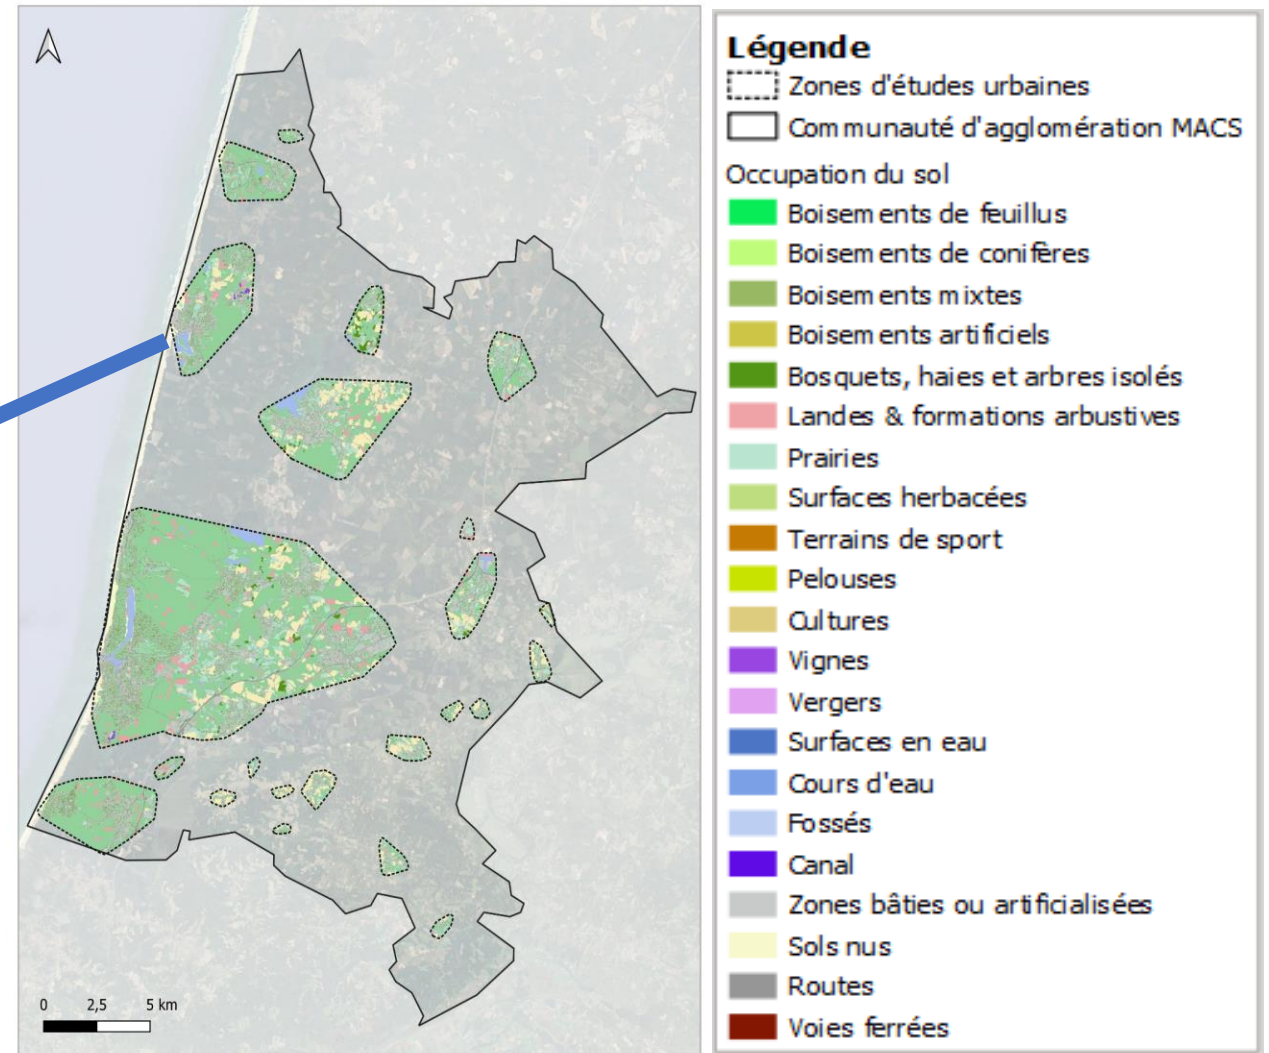 Légende
Zones d'études urbaines
Communauté d'agglomération MACS
Occupation du sol
Boisements de feuillus
Boisements de conifères
Boisements mixtes
Boisements artificiels
Bosquets, haies et arbres isolés
Landes & formations arbustives
Prairies
Surfaces herbacées
Terrains de sport
Pelouses
Cultures
Vignes
Vergers
Surfaces en eau
Cours d'eau
Fossés
Canal
Zones bâties ou artificialisées
Sols nus
Routes
Voies ferrées
0 2,5 5 km